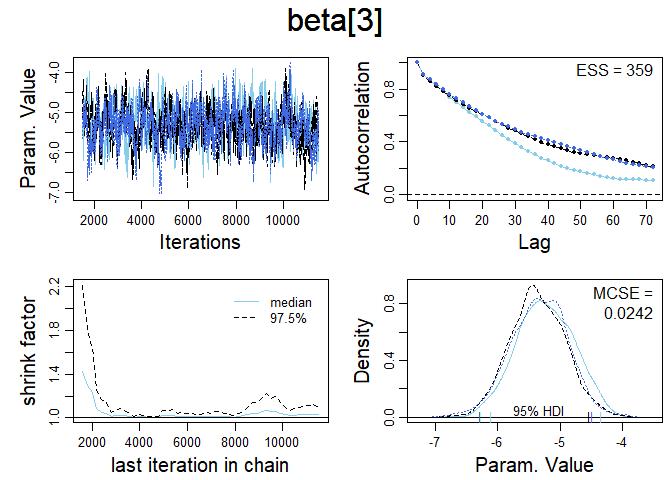 beta[3]
Param. Value
-7.0 -6.0 -5.0 -4.0
2000 4000 6000 8000 10000
Iterations
Autocorrelation
0.0 0.4 0.8
ESS = 359
0 10 20 30 40 50 60 70
Lag
shrink factor
1.0 1.4 1.8 2.2
median
97.5%
2000 4000 6000 8000 10000
last iteration in chain
Density
0.0 0.4 0.8
MCSE =
0.0242
95% HDI
-7 -6 -5 -4
Param. Value